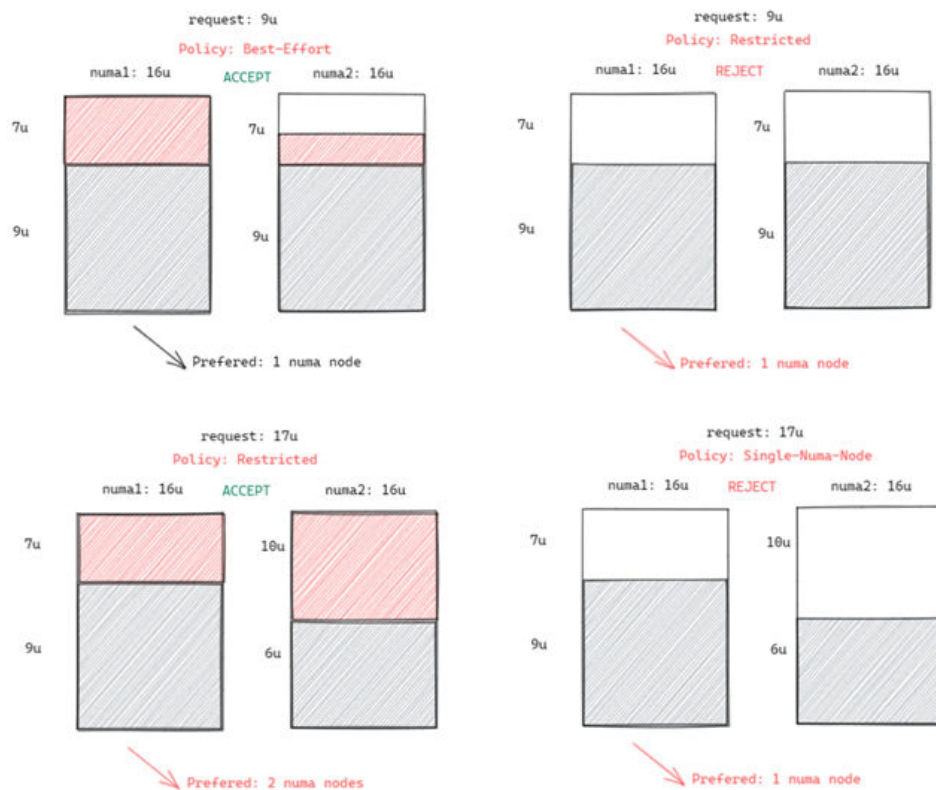 request: 9u
Policy: Best-Effort
numa1: 16u ACCEPT numa2: 16u
7u 7u
9u 9u
Prefered: 1 numa node
request: 9u
Policy: Restricted
numa1: 16u REJECT numa2: 16u
7u 7u
9u 9u
Prefered: 1 numa node
request: 17u
Policy: Restricted
numa1: 16u ACCEPT numa2: 16u
7u 10u
9u 6u
Prefered: 2 numa nodes
request: 17u
Policy: Single-Numa-Node
numa1: 16u REJECT numa2: 16u
7u 10u
9u 6u
Prefered: 1 numa node